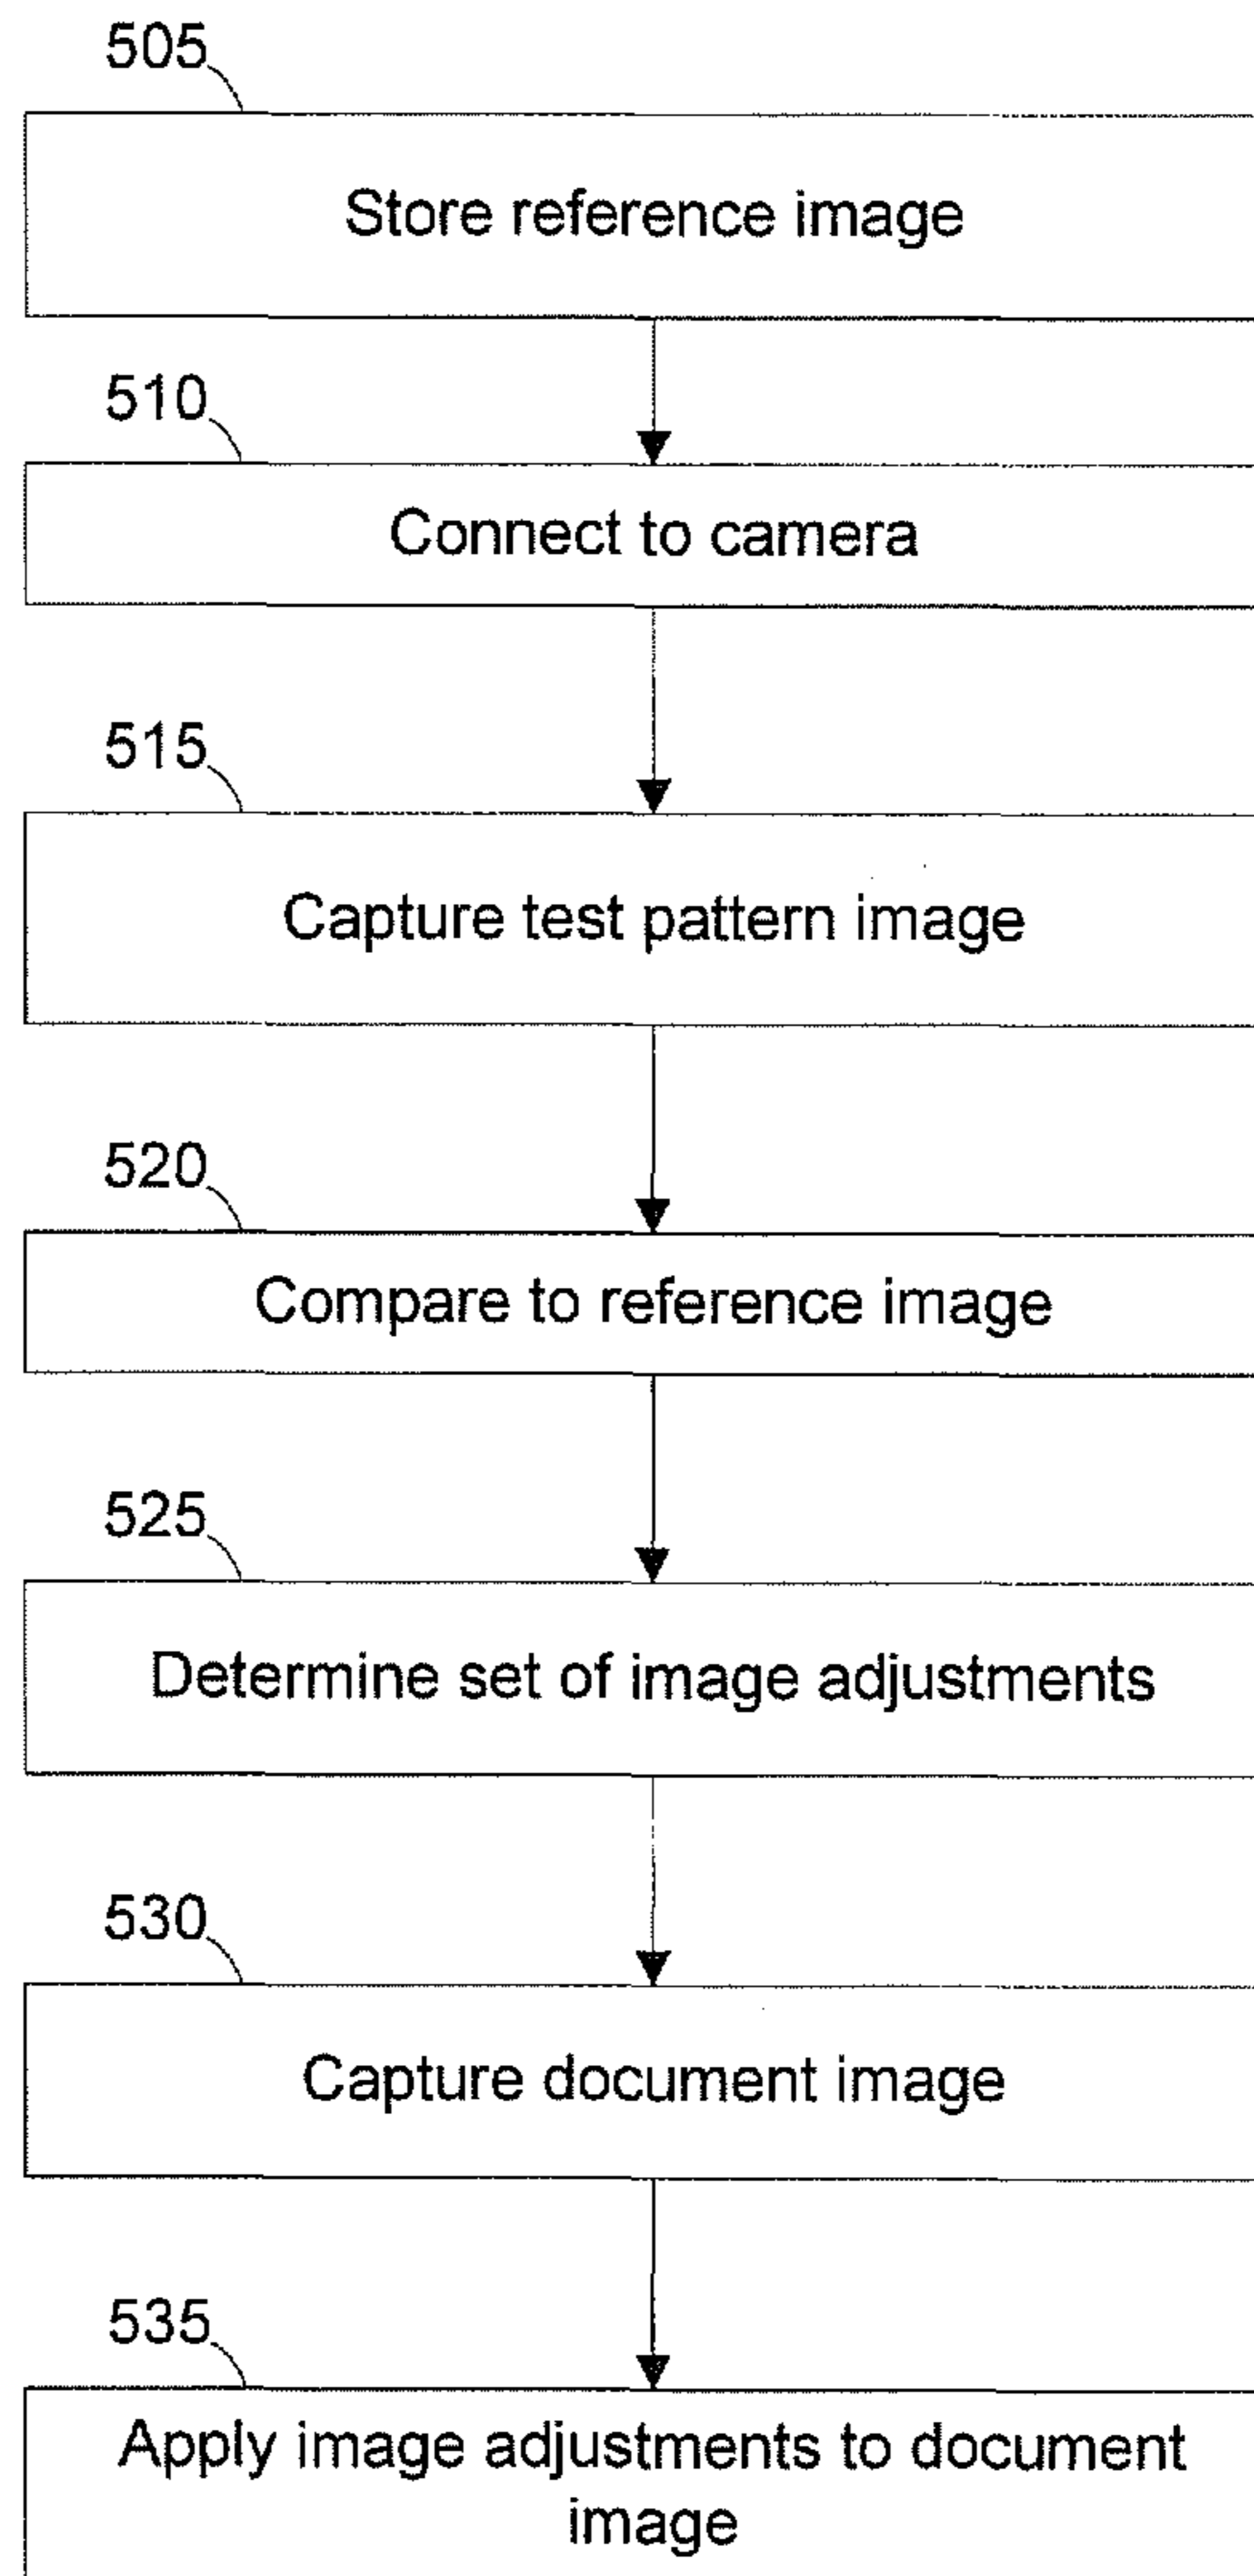 505
Store reference image
510
Connect to camera
515
Capture test pattern image
520
Compare to reference image
525
Determine set of image adjustments
530
Capture document image
535
Apply image adjustments to document
image